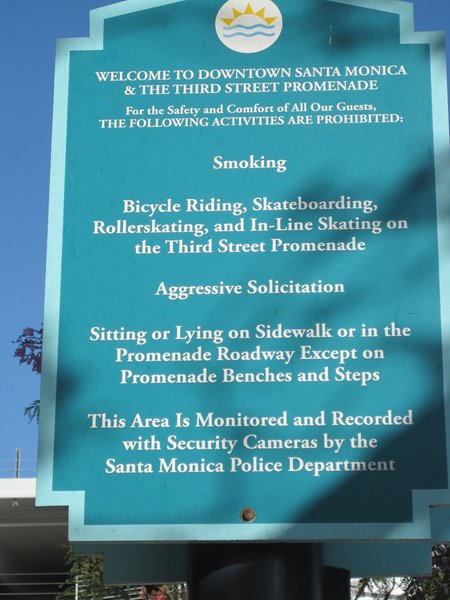 WELCOME TO DOWNTOWN SANTA MONICA
& THE THIRD STREET PROMENADE
For the Safety and Comfort of All Our Guests,
THE FOLLOWING ACTIVITIES ARE PROHIBITED:
Smoking
Bicycle Riding, Skateboarding,
Rollerskating, and In-Line Skating on
the Third Street Promenade
Aggressive Solicitation
Sitting or Lying on Sidewalk or in the
Promenade Roadway Except on
Promenade Benches and Steps
This Area Is Monitored and Recorded
with Security Cameras by the
Santa Monica Police Department